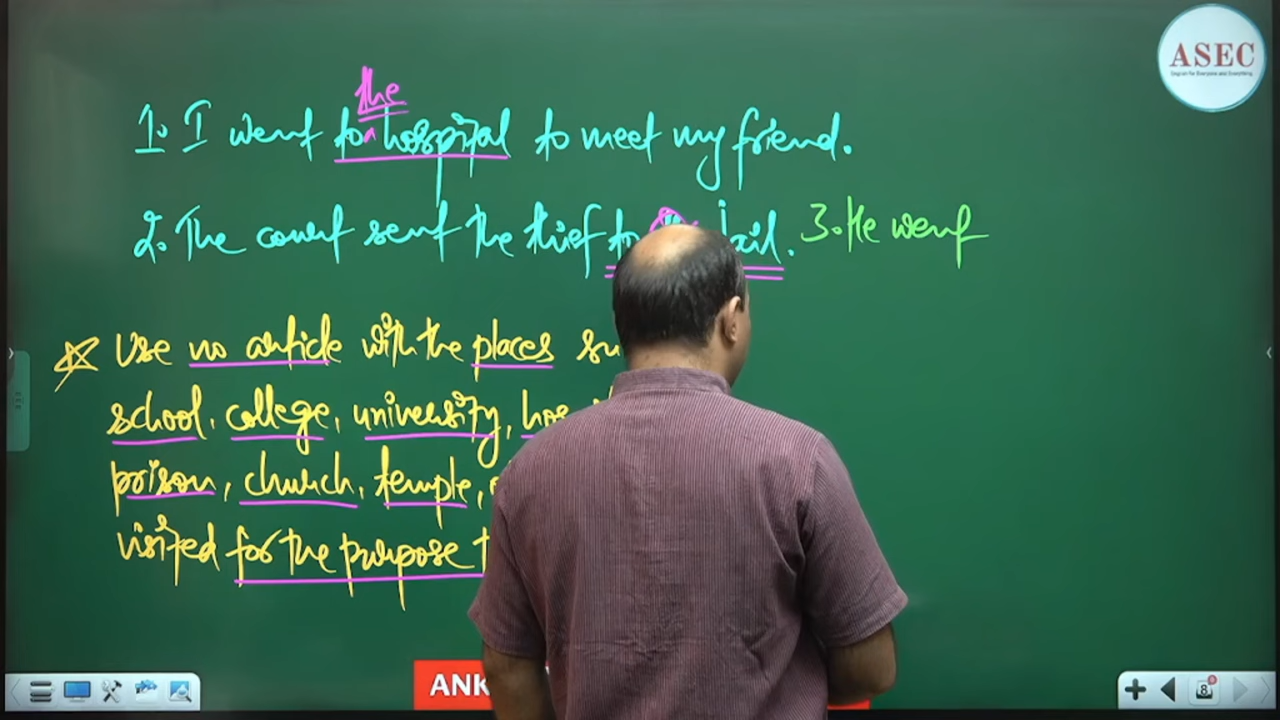 ASEC
the
1. I went to ^ hospital to meet my friend.
2. The court sent the thief to jail. 3. He went
Use no article with the places
school, college, university,
prison, church, temple,
visited for the purpose
ANK
8